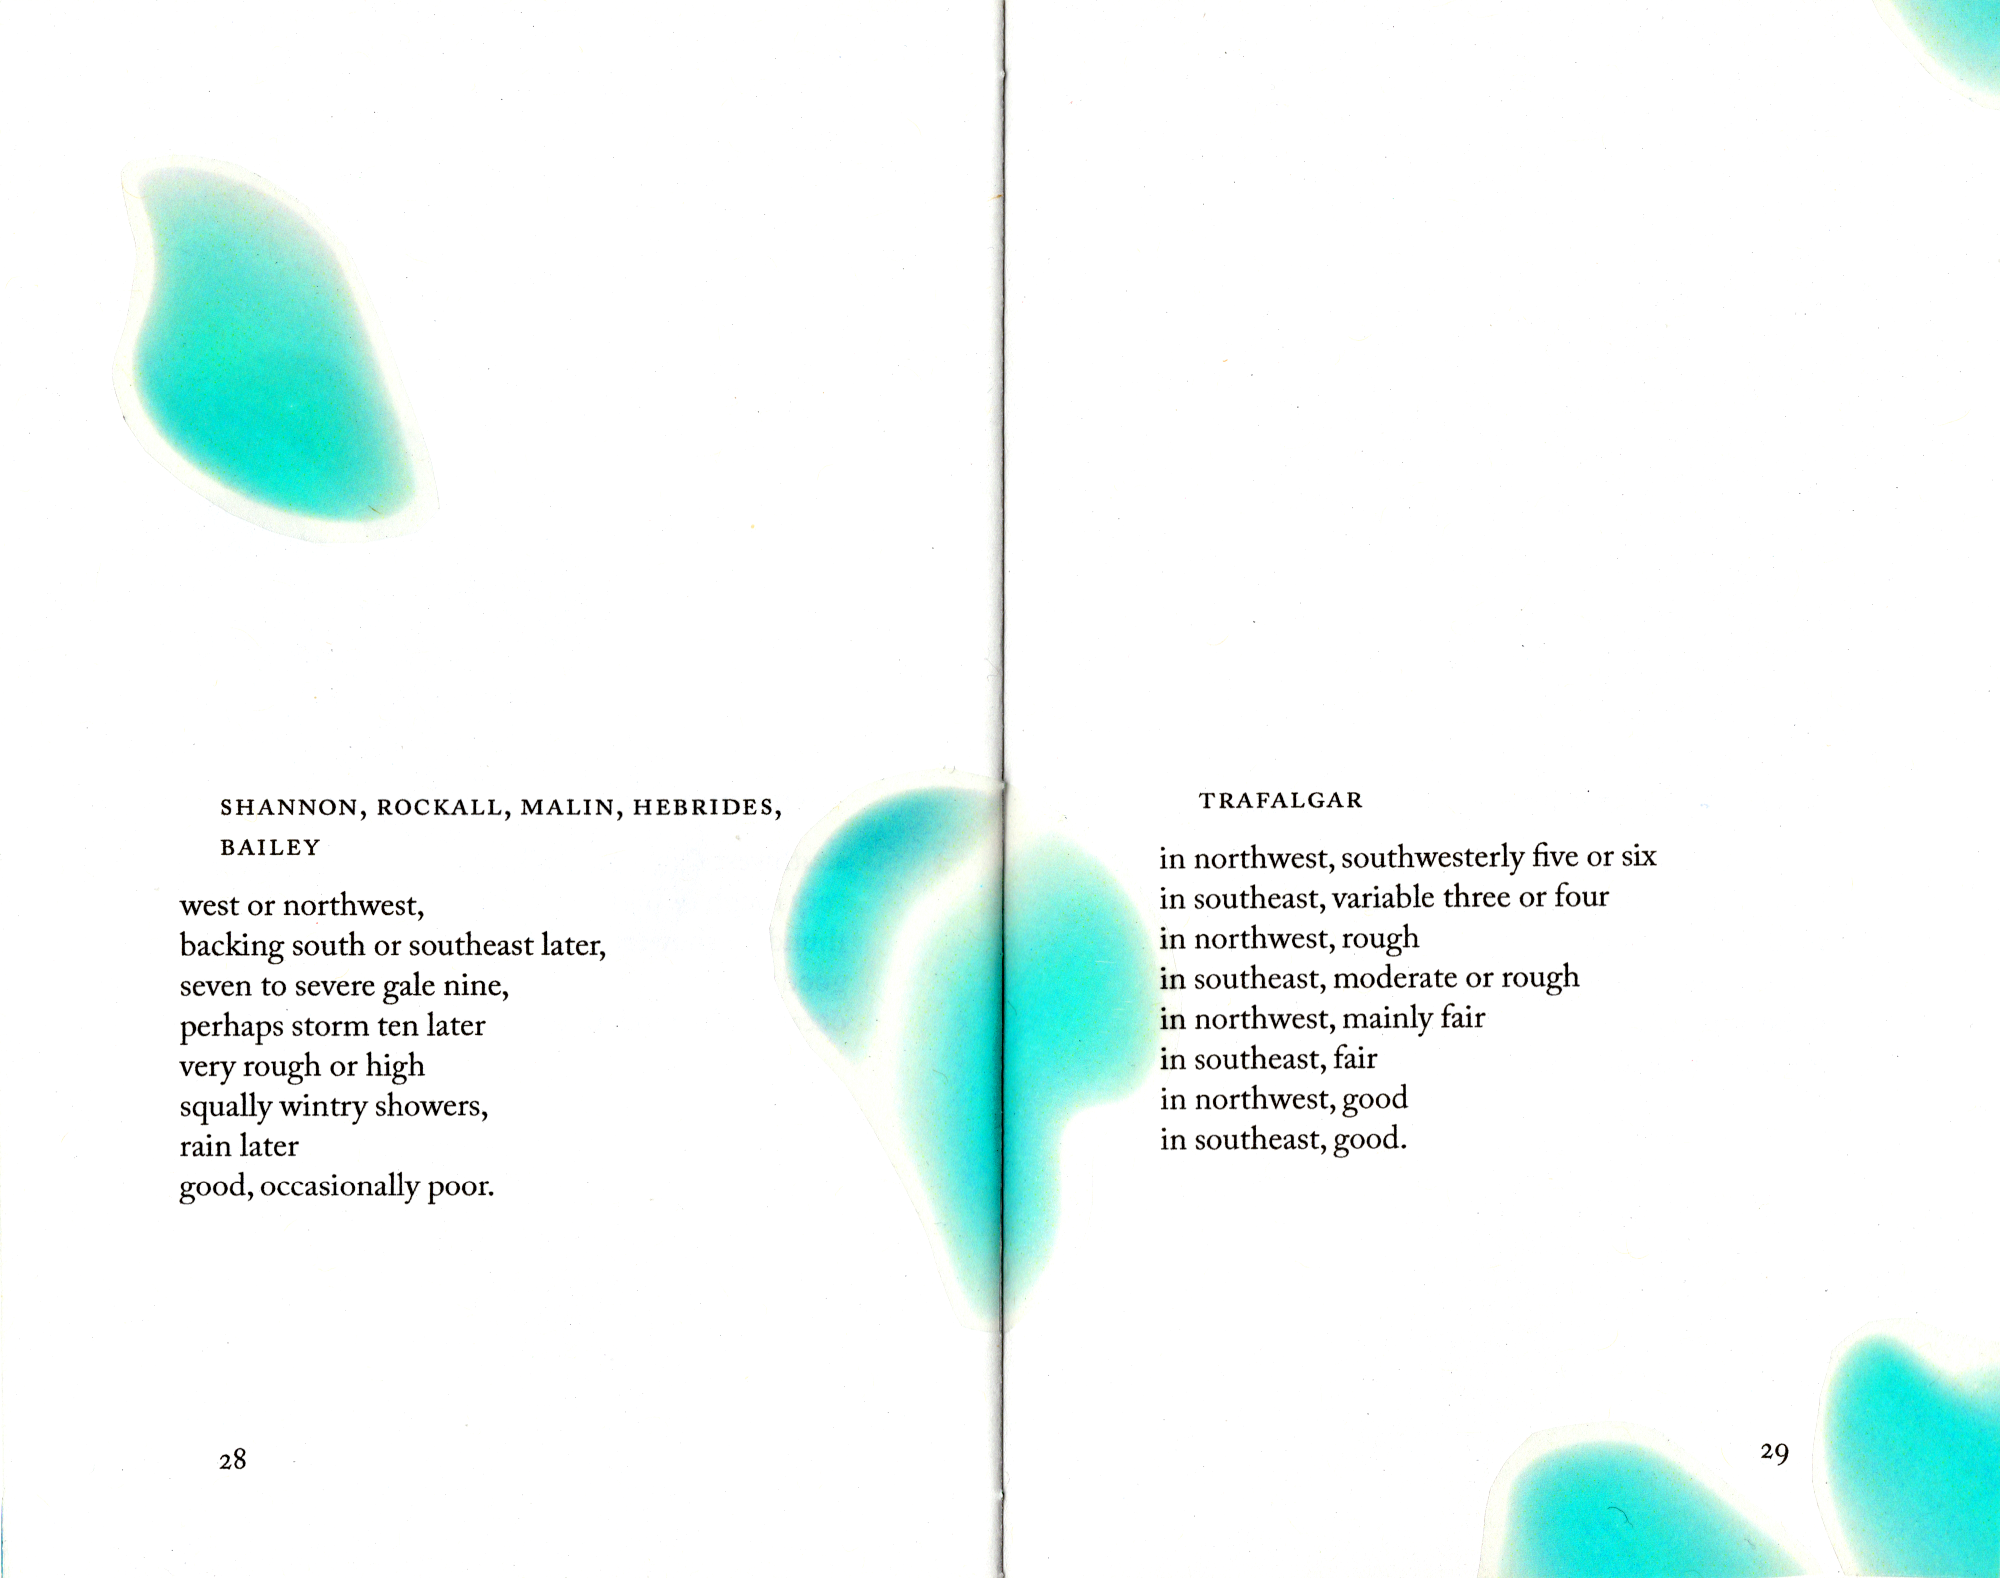 SHANNON, ROCKALL, MALIN, HEBRIDES,
BAILEY
west or northwest,
backing south or southeast later,
seven to severe gale nine,
perhaps storm ten later
very rough or high
squally wintry showers,
rain later
good, occasionally poor.
28
TRAFALGAR
in northwest, southwesterly five or six
in southeast, variable three or four
in northwest, rough
in southeast, moderate or rough
in northwest, mainly fair
in southeast, fair
in northwest, good
in southeast, good.
29